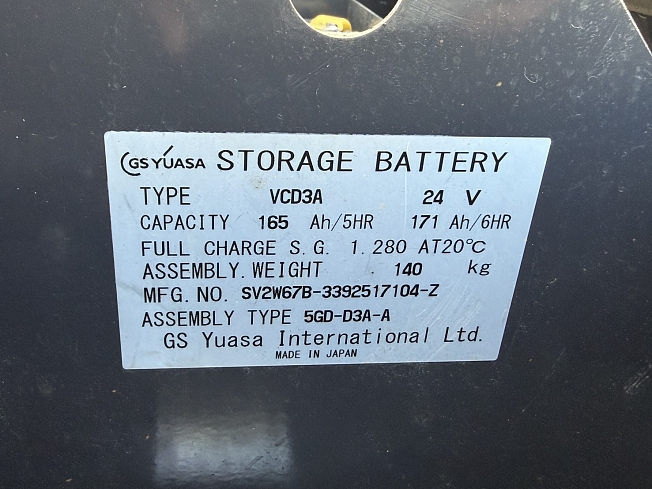 GS YUASA STORAGE BATTERY
TYPE VCD3A 24 V
CAPACITY 165 Ah/5HR 171 Ah/6HR
FULL CHARGE S.G. 1.280 AT20℃
ASSEMBLY.WEIGHT 140 kg
MFG.NO. SV2W67B-3392517104-Z
ASSEMBLY TYPE 5GD-D3A-A
GS Yuasa International Ltd.
MADE IN JAPAN